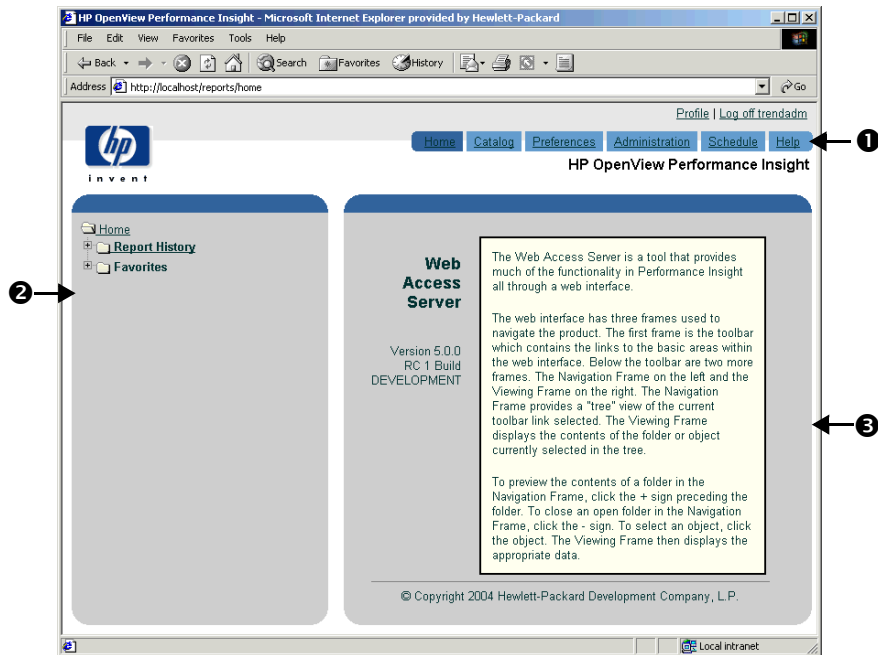 HP OpenView Performance Insight - Microsoft Internet Explorer provided by Hewlett-Packard
File Edit View Favorites Tools Help
Back Search Favorites History
Address http://localhost/reports/home Go
Profile | Log off trendadm
Home Catalog Preferences Administration Schedule Help
❶
hp
invent
HP OpenView Performance Insight
Home
Report History
Favorites
❷
Web
Access
Server
Version 5.0.0
RC 1 Build
DEVELOPMENT
The Web Access Server is a tool that provides
much of the functionality in Performance Insight
all through a web interface.
The web interface has three frames used to
navigate the product. The first frame is the toolbar
which contains the links to the basic areas within
the web interface. Below the toolbar are two more
frames. The Navigation Frame on the left and the
Viewing Frame on the right. The Navigation
Frame provides a "tree" view of the current
toolbar link selected. The Viewing Frame
displays the contents of the folder or object
currently selected in the tree.
To preview the contents of a folder in the
Navigation Frame, click the + sign preceding the
folder. To close an open folder in the Navigation
Frame, click the - sign. To select an object, click
the object. The Viewing Frame then displays the
appropriate data.
❸
© Copyright 2004 Hewlett-Packard Development Company, L.P.
Local intranet